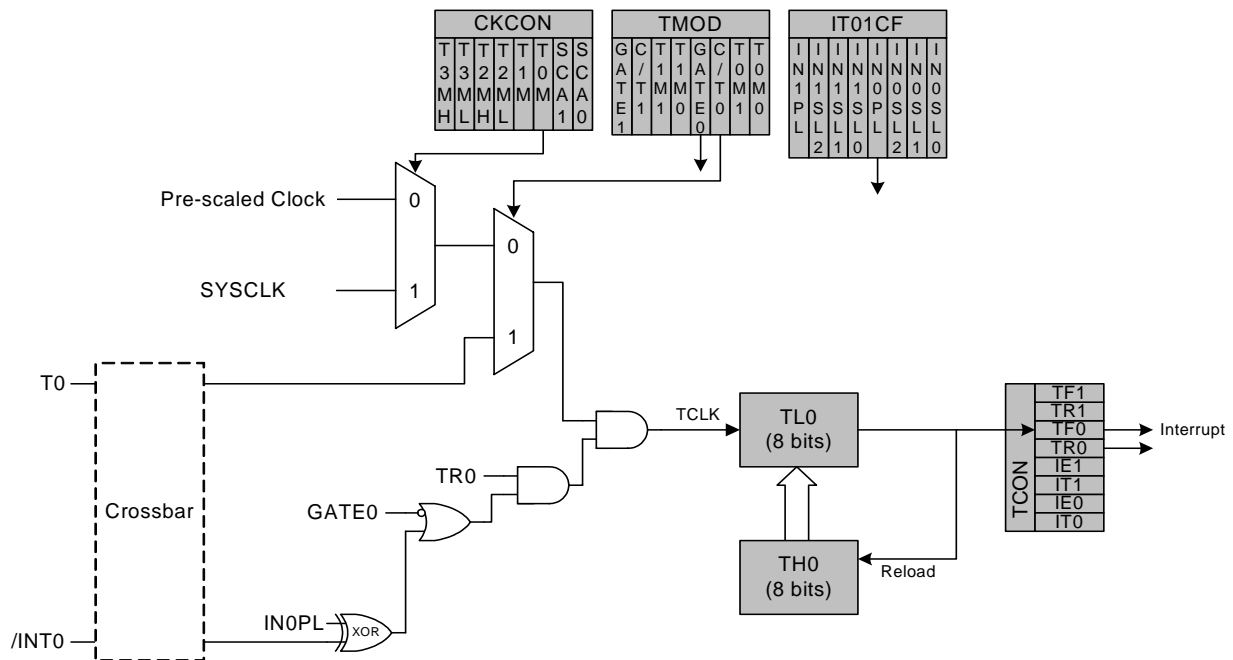 CKCON
T3MH
T3ML
T2MH
T2ML
T1M
T0M
SCA1
SCA0
TMOD
GATE1
C/T1
T1M1
T1M0
GATE0
C/T0
T0M1
T0M0
IT01CF
IN1PL
IN1SL2
IN1SL1
IN1SL0
IN0PL
IN0SL2
IN0SL1
IN0SL0
Pre-scaled Clock
0
SYSCLK
1
0
1
T0
Crossbar
/INT0
TR0
GATE0
IN0PL
XOR
TCLK
TL0
(8 bits)
TH0
(8 bits)
Reload
TCON
TF1
TR1
TF0
TR0
IE1
IT1
IE0
IT0
Interrupt